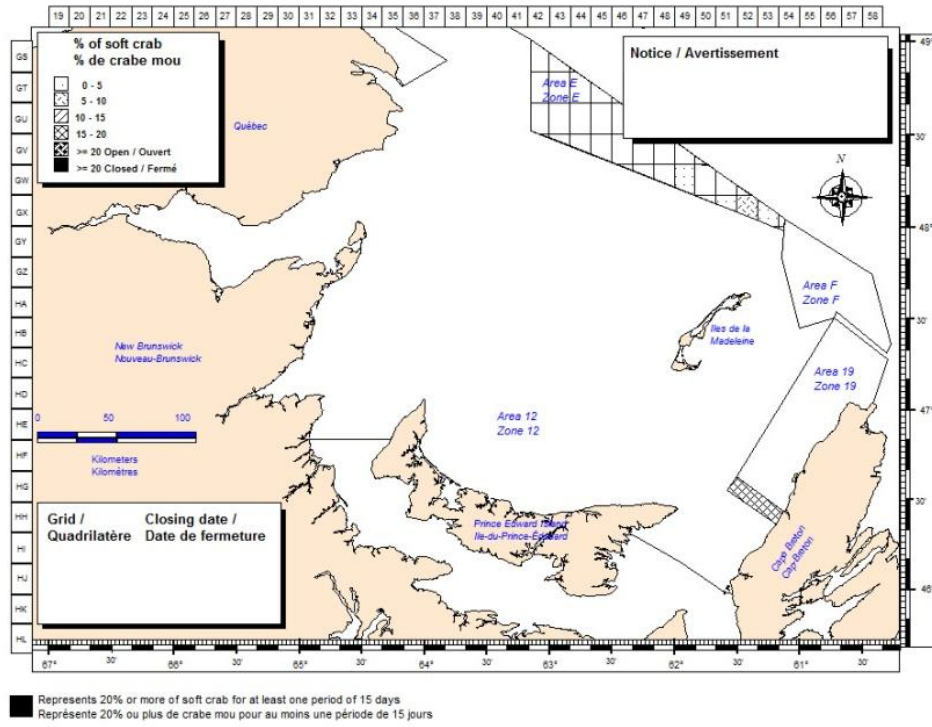 19 20 21 22 23 24 25 26 27 28 29 30 31 32 33 34 35 36 37 38 39 40 41 42 43 44 45 46 47 48 49 50 51 52 53 54 55 56 57 58
% of soft crab
% de crabe mou
0 - 5
5 - 10
10 - 15
15 - 20
>= 20 Open / Ouvert
>= 20 Closed / Fermé
Notice / Avertissement
GS
GT
GU
GV
GW
GX
GY
GZ
HA
HB
HC
HD
HE
HF
HG
HH
HI
HJ
HK
HL
49°
30'
48°
30'
47°
30'
46°
Area E
Zone E
Québec
N
Area F
Zone F
Iles de la
Madeleine
New Brunswick
Nouveau-Brunswick
Area 19
Zone 19
Area 12
Zone 12
0 50 100
Kilometers
Kilomètres
Grid /
Quadrilatère
Closing date /
Date de fermeture
Prince Edward Island
Ile-du-Prince-Édouard
Cape Breton
Cap-Breton
67° 30' 66° 30' 65° 30' 64° 30' 63° 30' 62° 30' 61° 30'
Represents 20% or more of soft crab for at least one period of 15 days
Représente 20% ou plus de crabe mou pour au moins une période de 15 jours